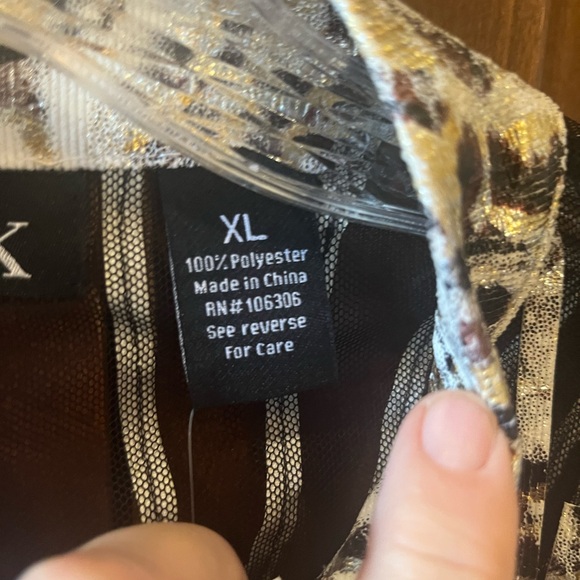 K
XL
100% Polyester
Made in China
RN# 106306
See reverse
For Care